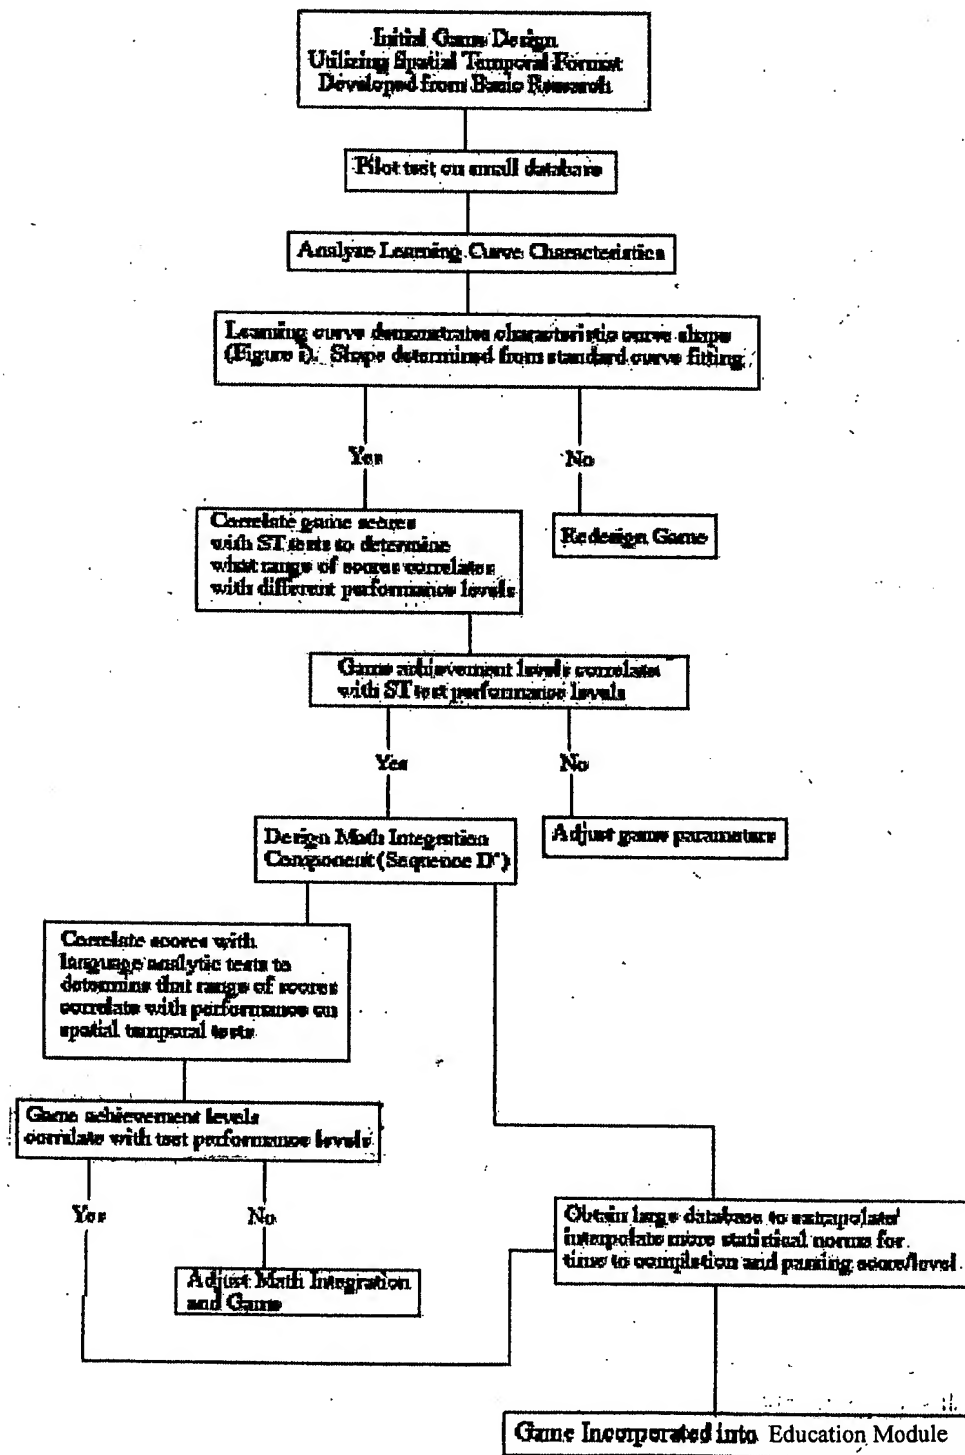 Initial Game Design
Utilizing Spatial Temporal Format
Developed from Basic Research
Pilot test on small database
Analyze Learning Curve Characteristics
Learning curve demonstrates characteristic curve shape
(Figure 1). Shape determined from standard curve fitting
Yes
No
Correlate game scores
with ST tests to determine
what range of scores correlates
with different performance levels
Redesign Game
Game achievement levels correlate
with ST test performance levels
Yes
No
Design Math Integration
Component (Sequence
Adjust game parameters
Correlate scores with
language analytic tests to
determine that range of scores
correlate with performance on
spatial temporal tests
Game achievement levels
correlate with test performance levels
Yes
No
Adjust Math Integration
and Game
Obtain large database to extrapolate/
interpolate more statistical norms for
time to completion and passing score/level
Game Incorporated into Education Module